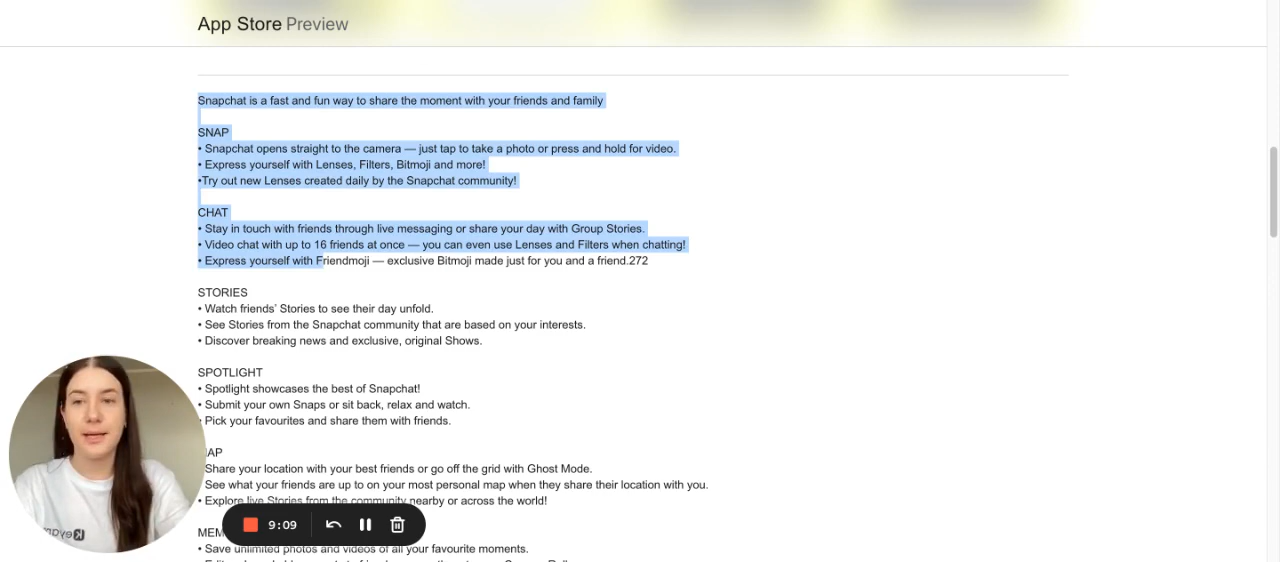 App Store Preview
Snapchat is a fast and fun way to share the moment with your friends and family
SNAP
• Snapchat opens straight to the camera — just tap to take a photo or press and hold for video.
• Express yourself with Lenses, Filters, Bitmoji and more!
•Try out new Lenses created daily by the Snapchat community!
CHAT
• Stay in touch with friends through live messaging or share your day with Group Stories.
• Video chat with up to 16 friends at once — you can even use Lenses and Filters when chatting!
• Express yourself with Friendmoji — exclusive Bitmoji made just for you and a friend.272
STORIES
• Watch friends' Stories to see their day unfold.
• See Stories from the Snapchat community that are based on your interests.
• Discover breaking news and exclusive, original Shows.
SPOTLIGHT
• Spotlight showcases the best of Snapchat!
• Submit your own Snaps or sit back, relax and watch.
• Pick your favourites and share them with friends.
AP
Share your location with your best friends or go off the grid with Ghost Mode.
See what your friends are up to on your most personal map when they share their location with you.
• Explore live Stories from the community nearby or across the world!
9:09
MEM
• Save unlimited photos and videos of all your favourite moments.